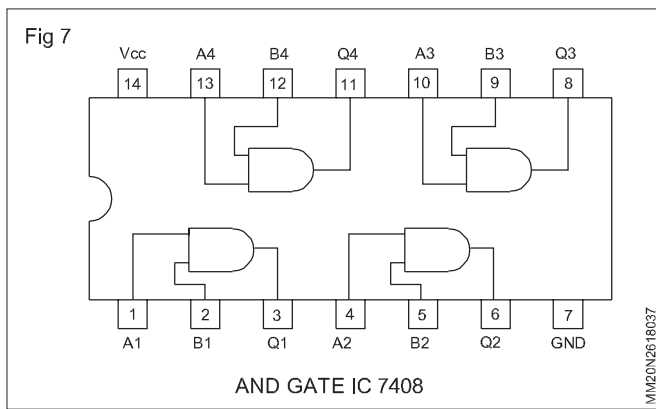 Fig 7
Vcc A4 B4 Q4 A3 B3 Q3
14 13 12 11 10 9 8
1 2 3 4 5 6 7
A1 B1 Q1 A2 B2 Q2 GND
AND GATE IC 7408
MM20N2618037